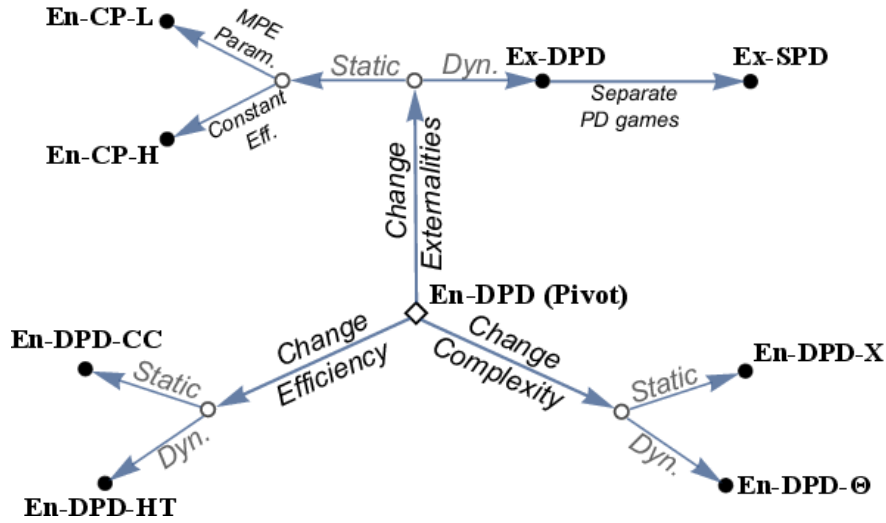 En-CP-L
MPE
Param.
Static
Dyn.
Ex-DPD
Ex-SPD
Separate
PD games
Constant
Eff.
En-CP-H
Change
Externalities
En-DPD (Pivot)
En-DPD-CC
Static
Change
Efficiency
Change
Complexity
Static
En-DPD-X
Dyn.
En-DPD-HT
Dyn.
En-DPD-Θ